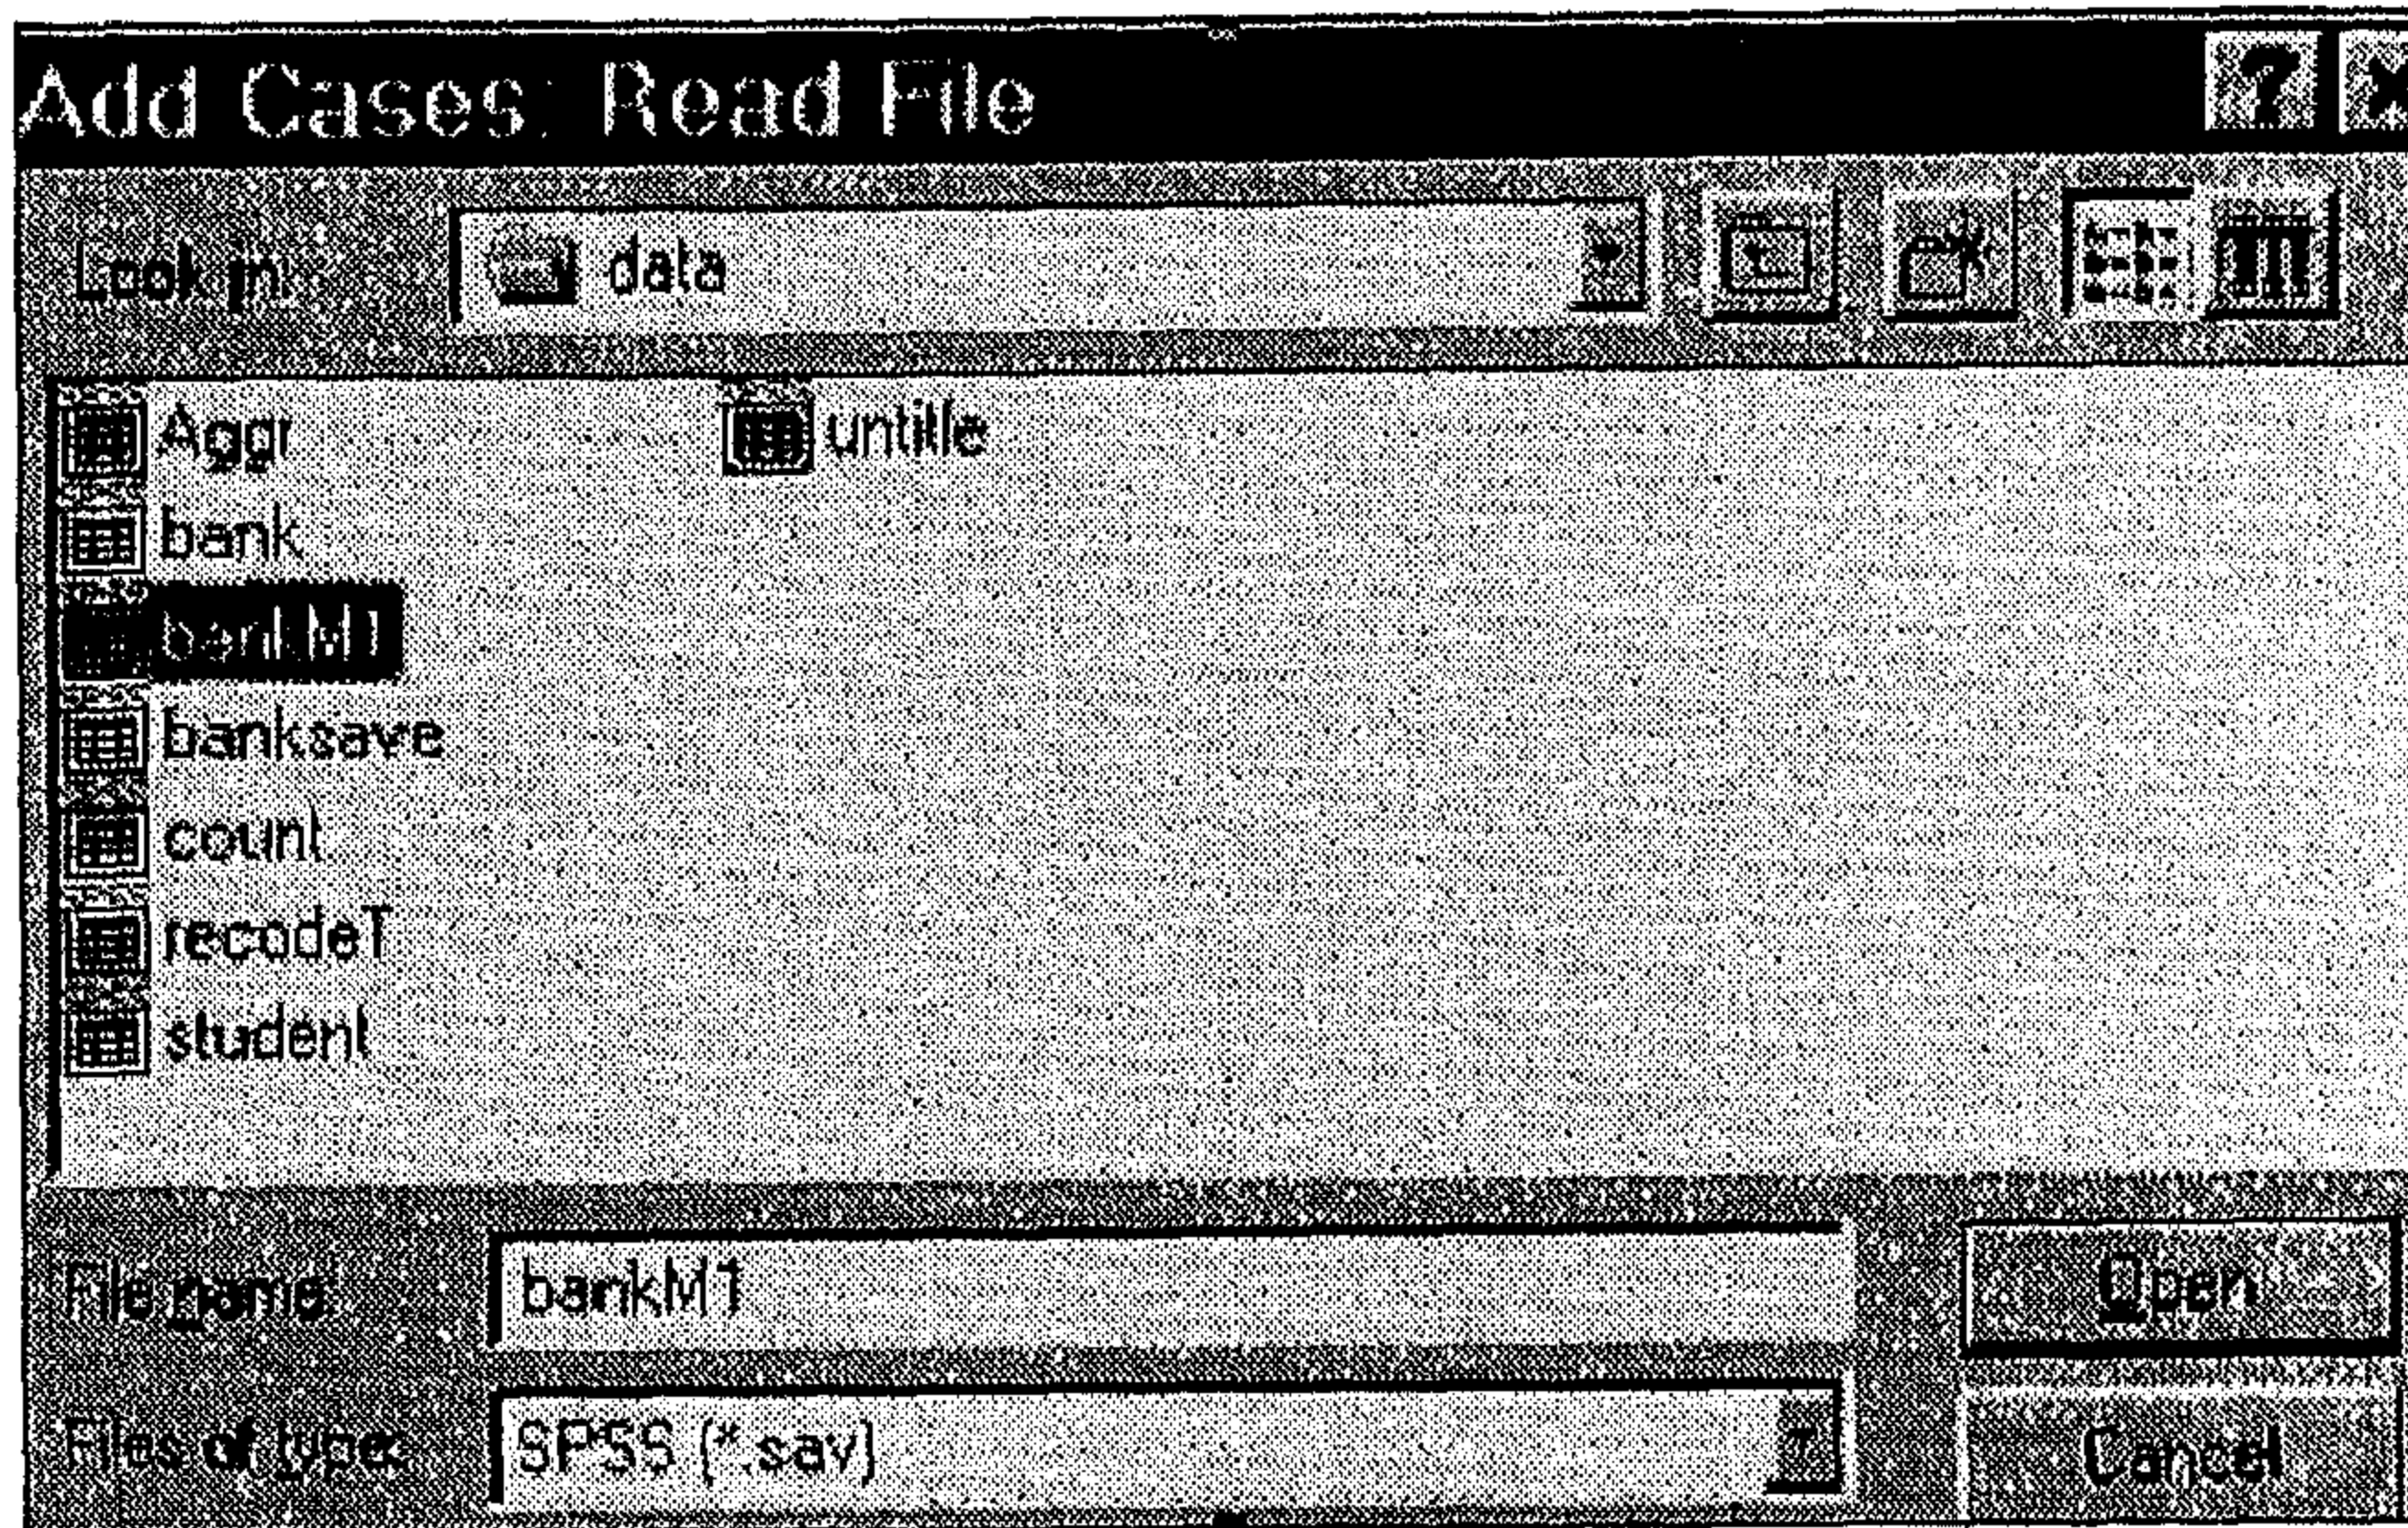 Add Cases: Read File
Look in: data
Aggr
bank
bankM1
banksave
count
recodeT
student
untitle
File name: bankM1 Open
Files of type: SPSS (*.sav) Cancel